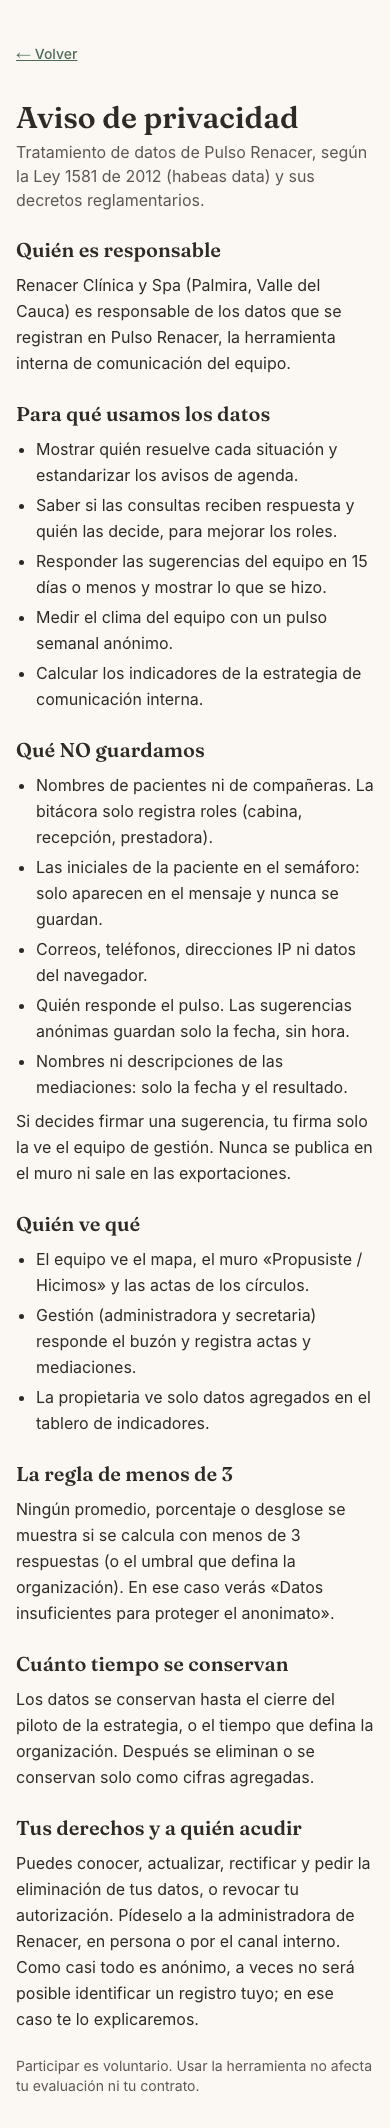 ← Volver
Aviso de privacidad
Tratamiento de datos de Pulso Renacer, según
la Ley 1581 de 2012 (habeas data) y sus
decretos reglamentarios.
Quién es responsable
Renacer Clínica y Spa (Palmira, Valle del
Cauca) es responsable de los datos que se
registran en Pulso Renacer, la herramienta
interna de comunicación del equipo.
Para qué usamos los datos
• Mostrar quién resuelve cada situación y
estandarizar los avisos de agenda.
• Saber si las consultas reciben respuesta y
quién las decide, para mejorar los roles.
• Responder las sugerencias del equipo en 15
días o menos y mostrar lo que se hizo.
• Medir el clima del equipo con un pulso
semanal anónimo.
• Calcular los indicadores de la estrategia de
comunicación interna.
Qué NO guardamos
• Nombres de pacientes ni de compañeras. La
bitácora solo registra roles (cabina,
recepción, prestadora).
• Las iniciales de la paciente en el semáforo:
solo aparecen en el mensaje y nunca se
guardan.
• Correos, teléfonos, direcciones IP ni datos
del navegador.
• Quién responde el pulso. Las sugerencias
anónimas guardan solo la fecha, sin hora.
• Nombres ni descripciones de las
mediaciones: solo la fecha y el resultado.
Si decides firmar una sugerencia, tu firma solo
la ve el equipo de gestión. Nunca se publica en
el muro ni sale en las exportaciones.
Quién ve qué
• El equipo ve el mapa, el muro «Propusiste /
Hicimos» y las actas de los círculos.
• Gestión (administradora y secretaria)
responde el buzón y registra actas y
mediaciones.
• La propietaria ve solo datos agregados en el
tablero de indicadores.
La regla de menos de 3
Ningún promedio, porcentaje o desglose se
muestra si se calcula con menos de 3
respuestas (o el umbral que defina la
organización). En ese caso verás «Datos
insuficientes para proteger el anonimato».
Cuánto tiempo se conservan
Los datos se conservan hasta el cierre del
piloto de la estrategia, o el tiempo que defina la
organización. Después se eliminan o se
conservan solo como cifras agregadas.
Tus derechos y a quién acudir
Puedes conocer, actualizar, rectificar y pedir la
eliminación de tus datos, o revocar tu
autorización. Pídeselo a la administradora de
Renacer, en persona o por el canal interno.
Como casi todo es anónimo, a veces no será
posible identificar un registro tuyo; en ese
caso te lo explicaremos.
Participar es voluntario. Usar la herramienta no afecta
tu evaluación ni tu contrato.